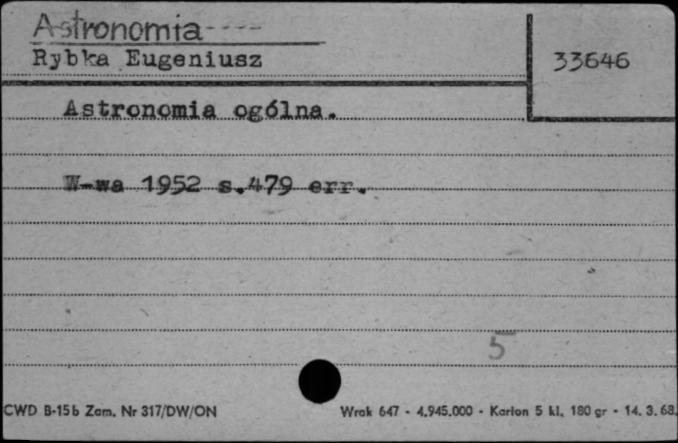 Astronomia
Rybka Eugeniusz
33646
Astronomia ogólna.
W-wa 1952 s.479 err.
5
CWD B-15b Zam. Nr 317/DW/ON
Wrak 647 - 4.945.000 - Karton 5 kl. 180 gr - 14. 3. 68.